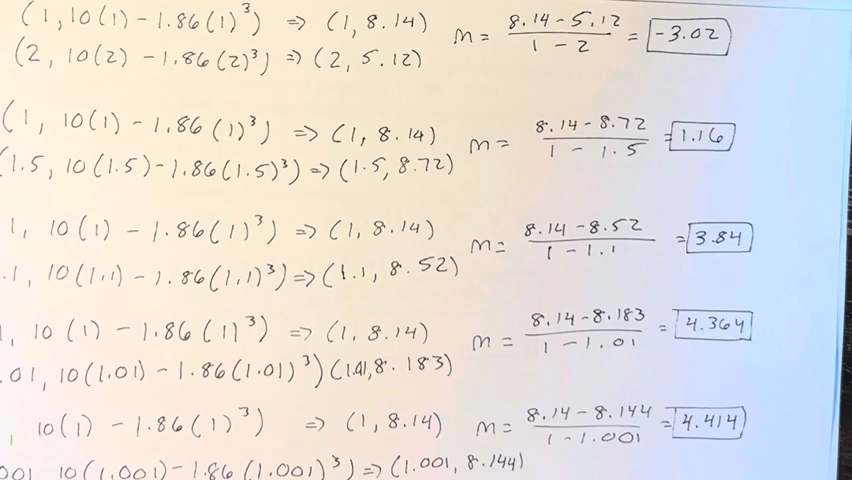 (1, 10(1) - 1.86(1)³) => (1, 8.14) m = (8.14 - 5.12)/(1 - 2) = -3.02
(2, 10(2) - 1.86(2)³) => (2, 5.12)
(1, 10(1) - 1.86(1)³) => (1, 8.14) m = (8.14 - 8.72)/(1 - 1.5) = 1.16
(1.5, 10(1.5) - 1.86(1.5)³) => (1.5, 8.72)
1, 10(1) - 1.86(1)³) => (1, 8.14) m = (8.14 - 8.52)/(1 - 1.1) = 3.84
.1, 10(1.1) - 1.86(1.1)³) => (1.1, 8.52)
1, 10(1) - 1.86(1)³) => (1, 8.14) m = (8.14 - 8.183)/(1 - 1.01) = 4.364
.01, 10(1.01) - 1.86(1.01)³) (1.01, 8.183)
, 10(1) - 1.86(1)³) => (1, 8.14) m = (8.14 - 8.144)/(1 - 1.001) = 4.414
001, 10(1.001) - 1.86(1.001)³) => (1.001, 8.144)